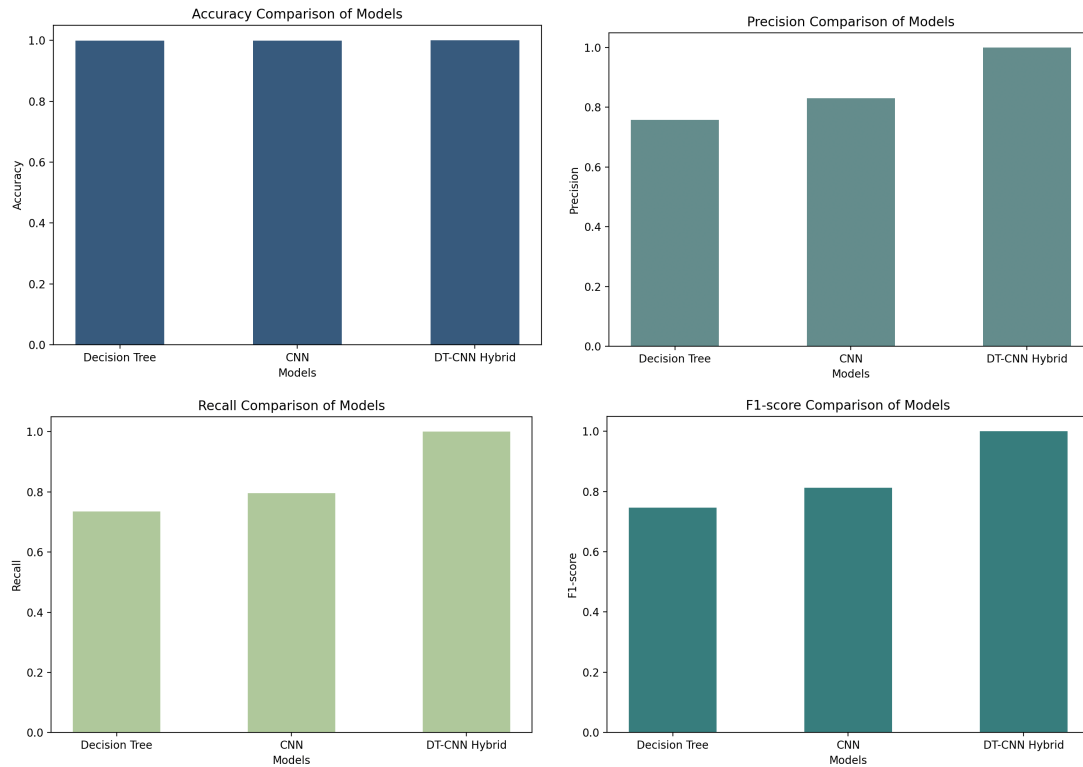 Accuracy Comparison of Models
1.0
0.8
0.6
0.4
0.2
0.0
Accuracy
Decision Tree CNN DT-CNN Hybrid
Models
Precision Comparison of Models
1.0
0.8
0.6
0.4
0.2
0.0
Precision
Decision Tree CNN DT-CNN Hybrid
Models
Recall Comparison of Models
1.0
0.8
0.6
0.4
0.2
0.0
Recall
Decision Tree CNN DT-CNN Hybrid
Models
F1-score Comparison of Models
1.0
0.8
0.6
0.4
0.2
0.0
F1-score
Decision Tree CNN DT-CNN Hybrid
Models